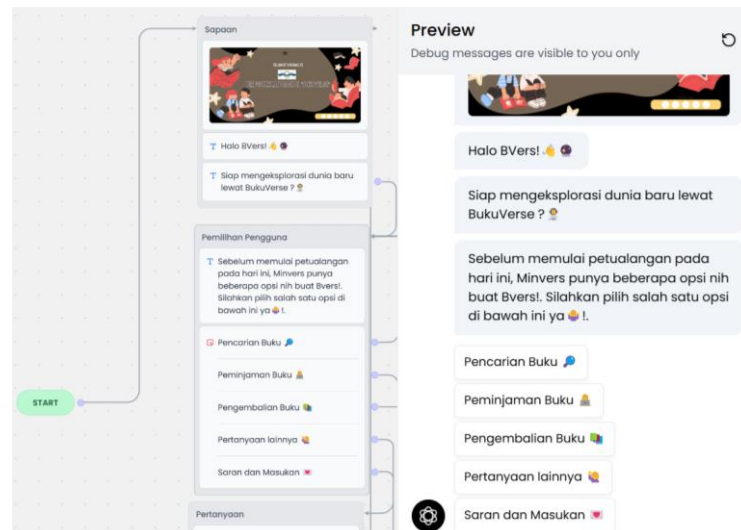 Sapaan
Halo BVers! 👋 🔮
Siap mengeksplorasi dunia baru
lewat BukuVerse ? 👨‍🚀
Pemilihan Pengguna
Sebelum memulai petualangan
pada hari ini, Minvers punya
beberapa opsi nih buat Bvers!.
Silahkan pilih salah satu opsi di
bawah ini ya 🤷 !.
Pencarian Buku 🔎
Peminjaman Buku
Pengembalian Buku 📚
Pertanyaan lainnya 🙋
Saran dan Masukan 💌
START
Pertanyaan
Preview
Debug messages are visible to you only
Halo BVers! 👋 🔮
Siap mengeksplorasi dunia baru lewat
BukuVerse ? 👨‍🚀
Sebelum memulai petualangan pada
hari ini, Minvers punya beberapa opsi nih
buat Bvers!. Silahkan pilih salah satu opsi
di bawah ini ya 🤷 !.
Pencarian Buku 🔎
Peminjaman Buku
Pengembalian Buku 📚
Pertanyaan lainnya 🙋
Saran dan Masukan 💌